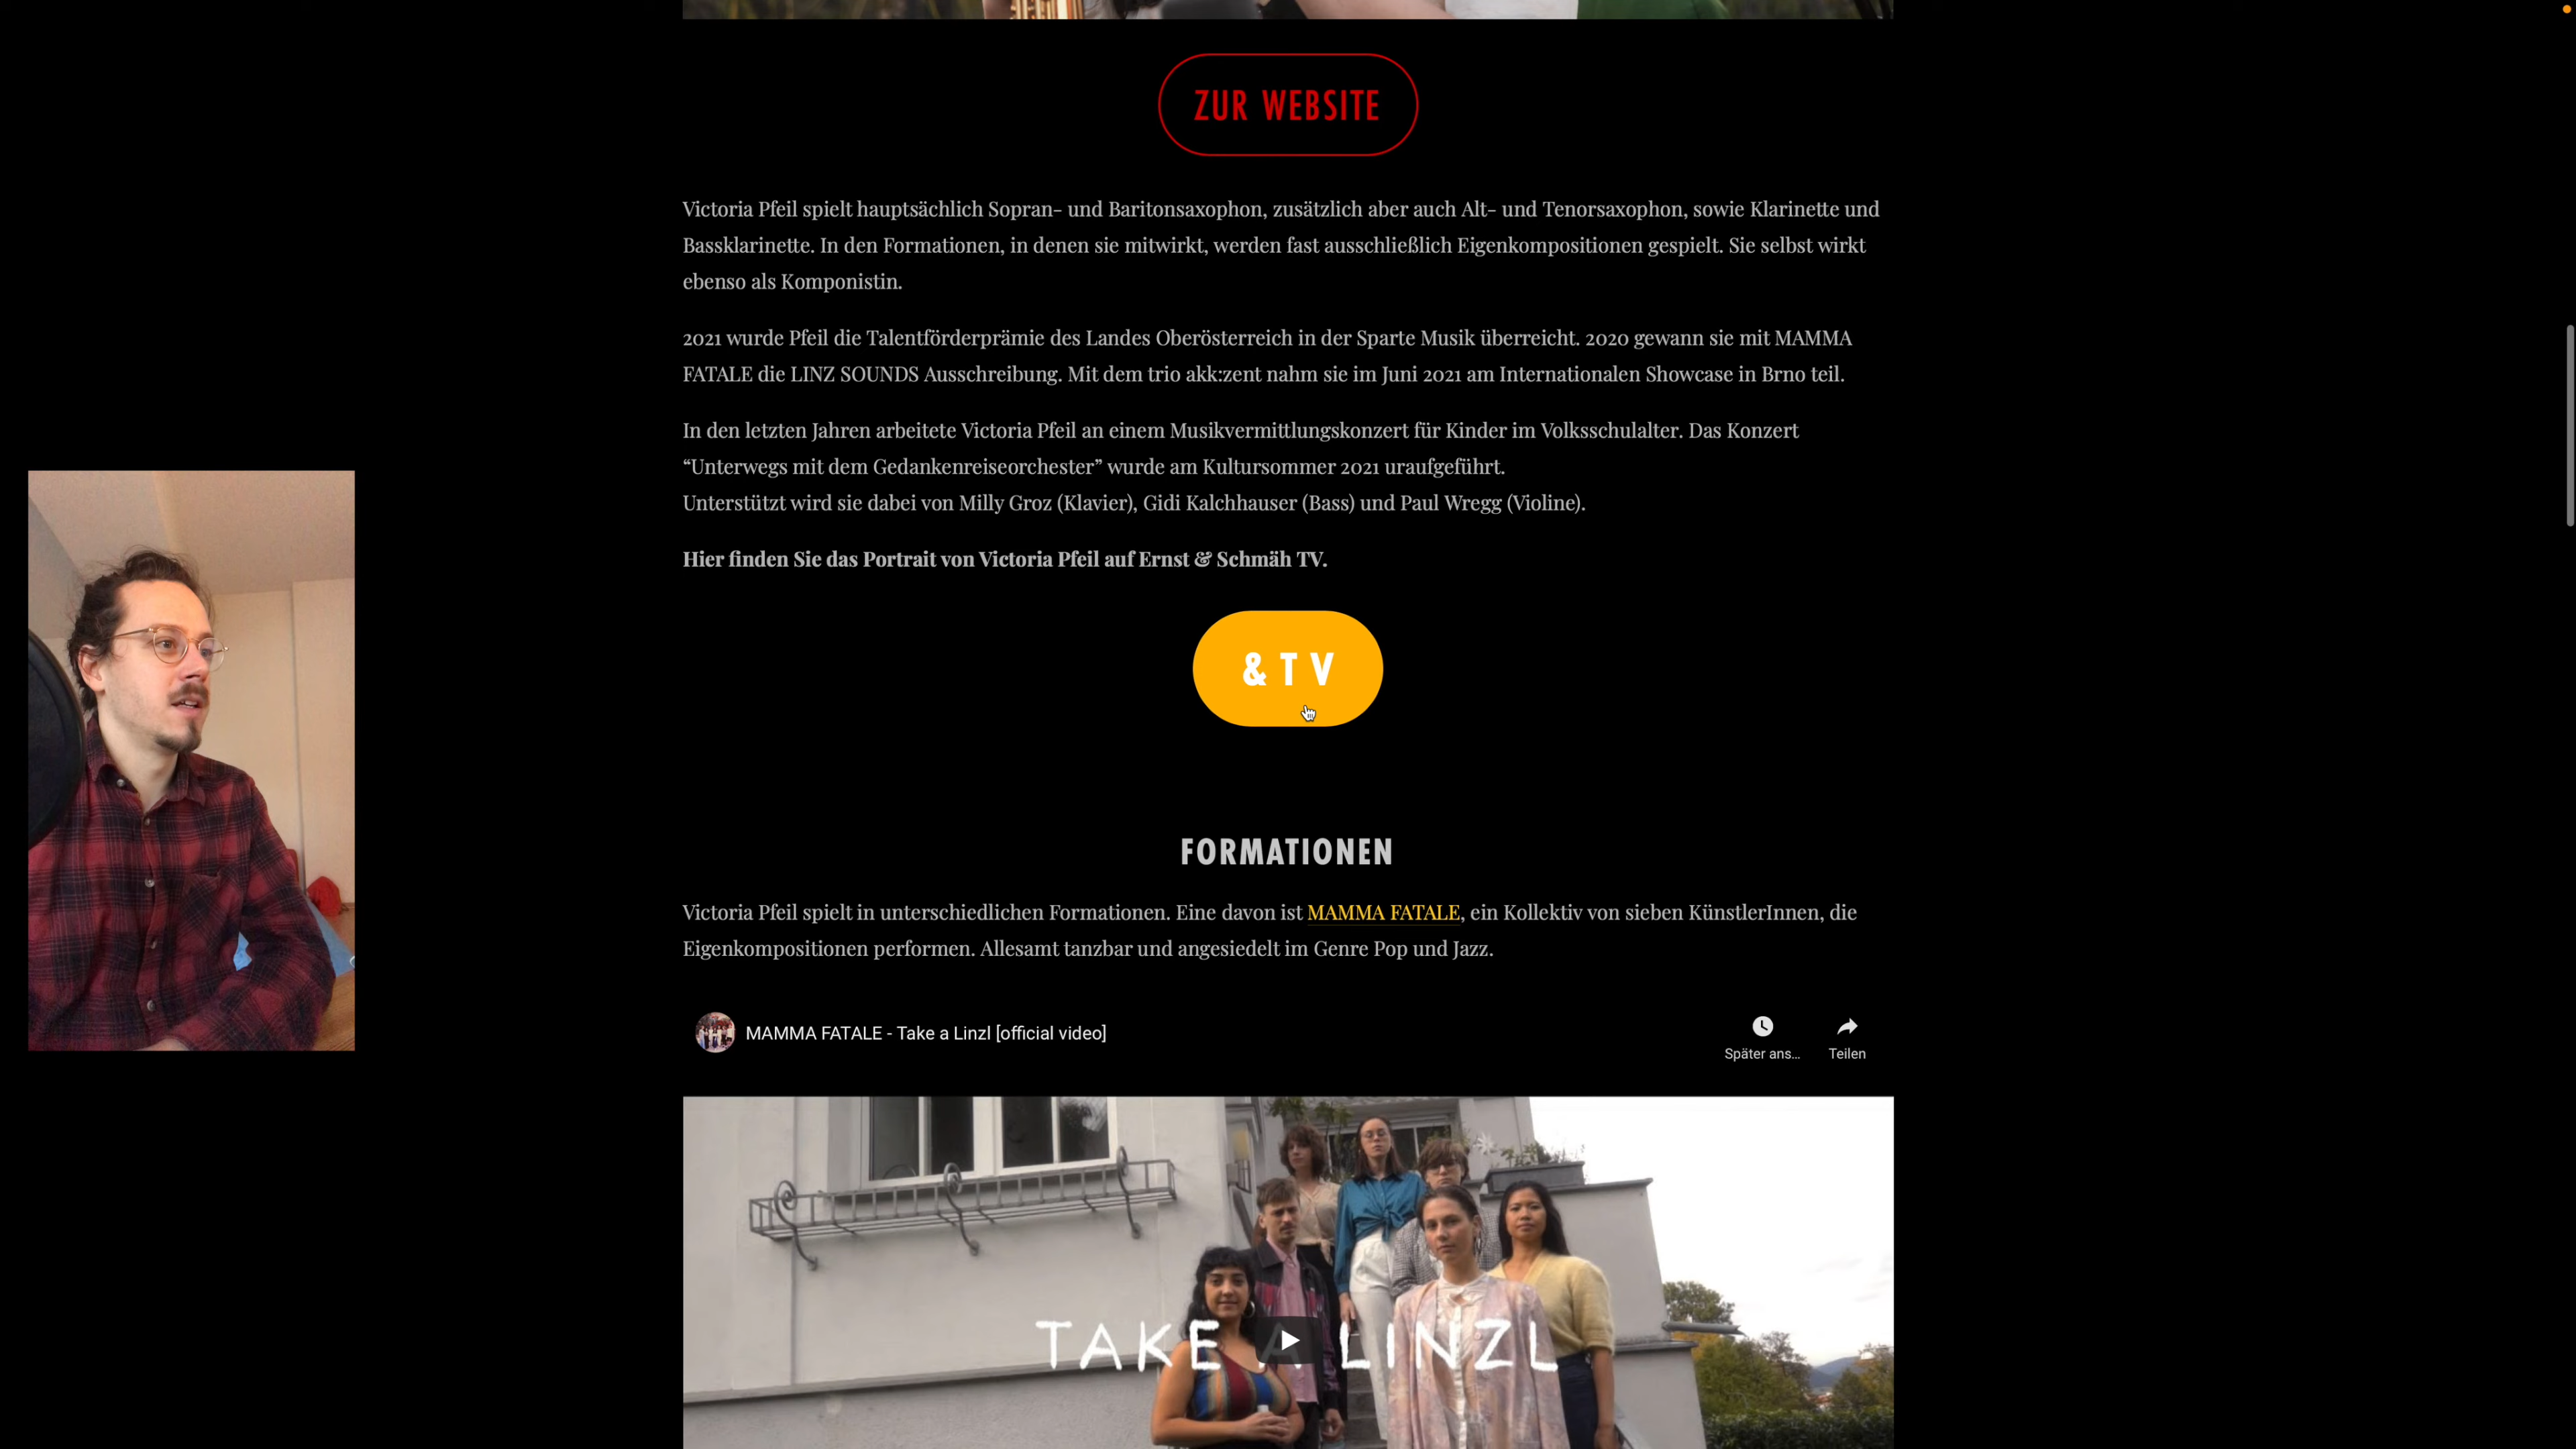 ZUR WEBSITE
Victoria Pfeil spielt hauptsächlich Sopran- und Baritonsaxophon, zusätzlich aber auch Alt- und Tenorsaxophon, sowie Klarinette und
Bassklarinette. In den Formationen, in denen sie mitwirkt, werden fast ausschließlich Eigenkompositionen gespielt. Sie selbst wirkt
ebenso als Komponistin.
2021 wurde Pfeil die Talentförderprämie des Landes Oberösterreich in der Sparte Musik überreicht. 2020 gewann sie mit MAMMA
FATALE die LINZ SOUNDS Ausschreibung. Mit dem trio akk:zent nahm sie im Juni 2021 am Internationalen Showcase in Brno teil.
In den letzten Jahren arbeitete Victoria Pfeil an einem Musikvermittlungskonzert für Kinder im Volksschulalter. Das Konzert
“Unterwegs mit dem Gedankenreiseorchester” wurde am Kultursommer 2021 uraufgeführt.
Unterstützt wird sie dabei von Milly Groz (Klavier), Gidi Kalchhauser (Bass) und Paul Wregg (Violine).
Hier finden Sie das Portrait von Victoria Pfeil auf Ernst & Schmäh TV.
& T V
FORMATIONEN
Victoria Pfeil spielt in unterschiedlichen Formationen. Eine davon ist MAMMA FATALE, ein Kollektiv von sieben KünstlerInnen, die
Eigenkompositionen performen. Allesamt tanzbar und angesiedelt im Genre Pop und Jazz.
MAMMA FATALE - Take a Linzl [official video]
Später ans...
Teilen
TAKE A LINZL